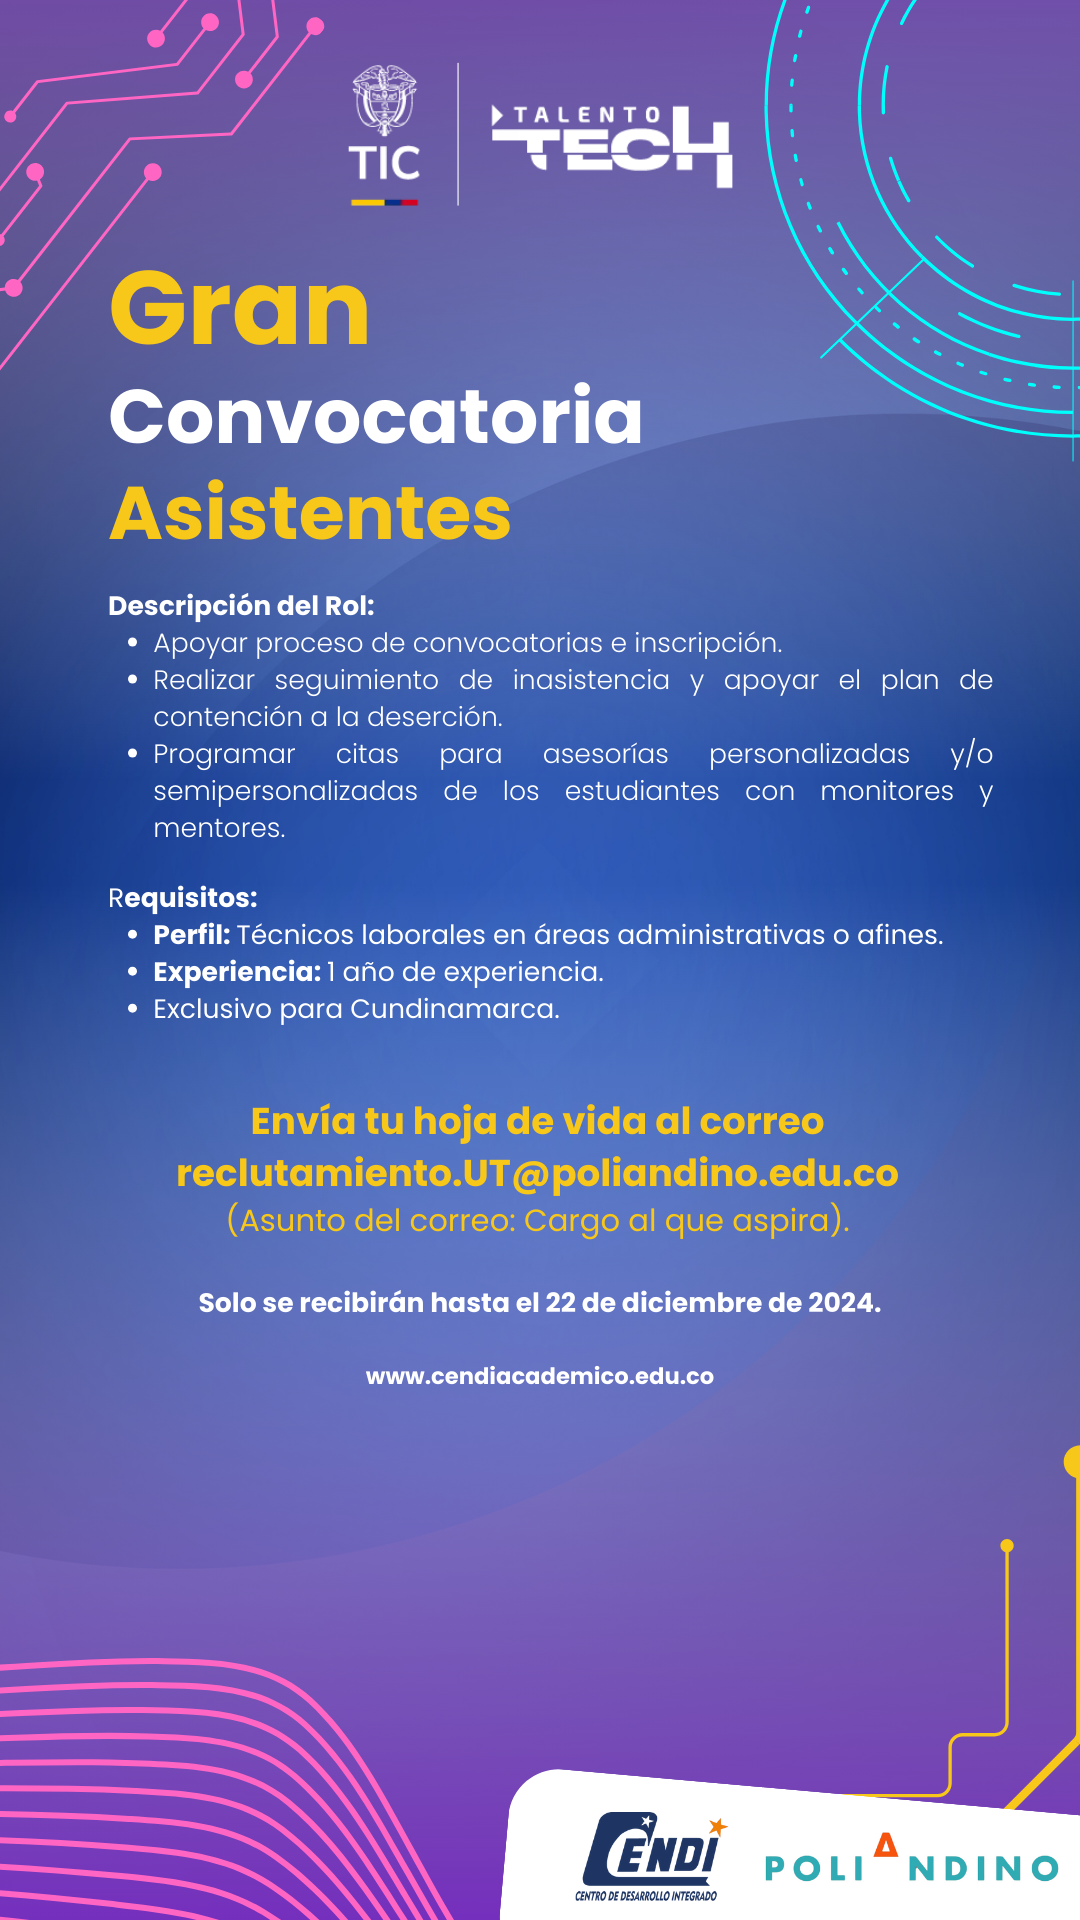 TIC
TALENTO
TECH
Gran
Convocatoria
Asistentes
Descripción del Rol:
• Apoyar proceso de convocatorias e inscripción.
• Realizar seguimiento de inasistencia y apoyar el plan de
contención a la deserción.
• Programar citas para asesorías personalizadas y/o
semipersonalizadas de los estudiantes con monitores y
mentores.
Requisitos:
• Perfil: Técnicos laborales en áreas administrativas o afines.
• Experiencia: 1 año de experiencia.
• Exclusivo para Cundinamarca.
Envía tu hoja de vida al correo
reclutamiento.UT@poliandino.edu.co
(Asunto del correo: Cargo al que aspira).
Solo se recibirán hasta el 22 de diciembre de 2024.
www.cendiacademico.edu.co
CENDI
CENTRO DE DESARROLLO INTEGRADO
POLIANDINO